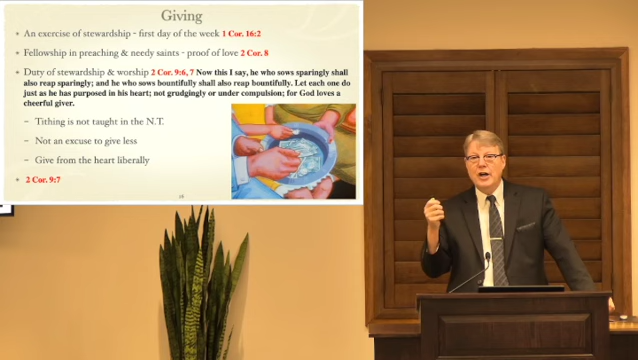 Giving
• An exercise of stewardship - first day of the week 1 Cor. 16:2
• Fellowship in preaching & needy saints - proof of love 2 Cor. 8
• Duty of stewardship & worship 2 Cor. 9:6, 7 Now this I say, he who sows sparingly shall
also reap sparingly; and he who sows bountifully shall also reap bountifully. Let each one do
just as he has purposed in his heart; not grudgingly or under compulsion; for God loves a
cheerful giver.
– Tithing is not taught in the N.T.
– Not an excuse to give less
– Give from the heart liberally
• 2 Cor. 9:7